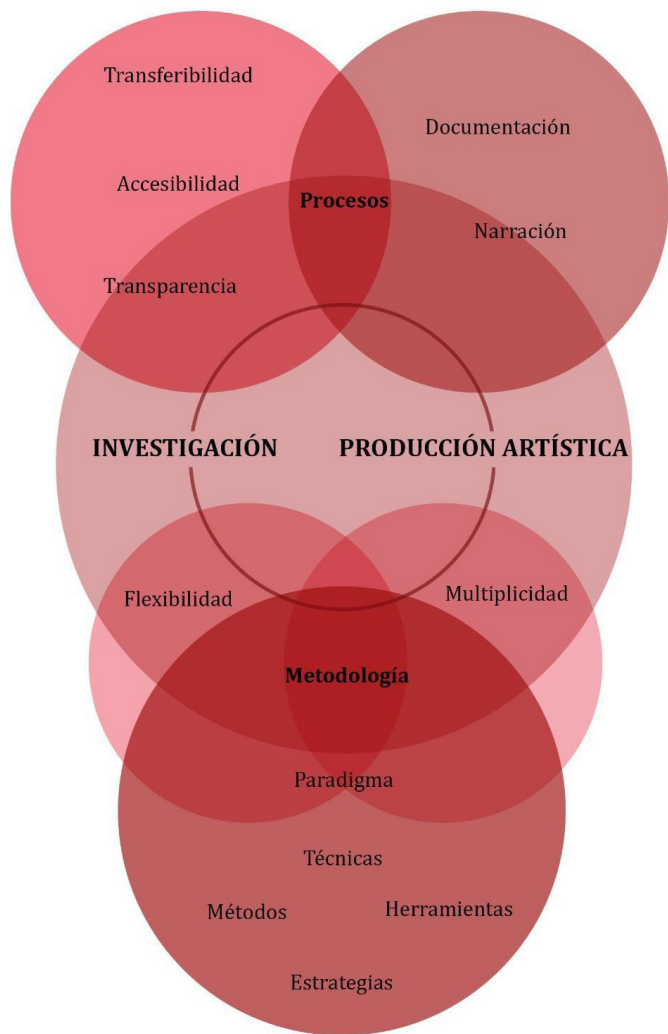 Transferibilidad
Documentación
Accesibilidad
Procesos
Narración
Transparencia
INVESTIGACIÓN
PRODUCCIÓN ARTÍSTICA
Flexibilidad
Multiplicidad
Metodología
Paradigma
Técnicas
Métodos
Herramientas
Estrategias